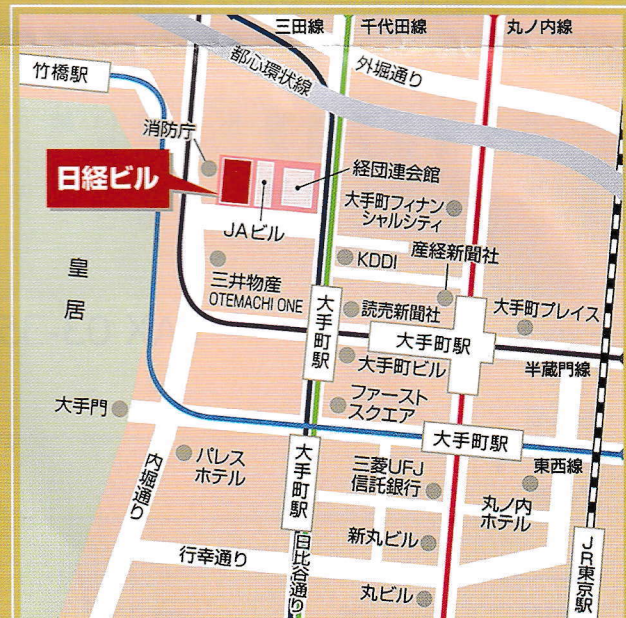 三田線
千代田線
丸ノ内線
竹橋駅
都心環状線
外堀通り
消防庁
日経ビル
経団連会館
JAビル
大手町フィナン
シャルシティ
KDDI
産経新聞社
皇居
三井物産
OTEMACHI ONE
大手町駅
読売新聞社
大手町駅
大手町プレイス
大手町ビル
半蔵門線
大手門
ファースト
スクエア
大手町駅
東西線
内堀通り
パレス
ホテル
大手町駅
三菱UFJ
信託銀行
丸ノ内
ホテル
新丸ビル
行幸通り
日比谷通り
丸ビル
JR東京駅